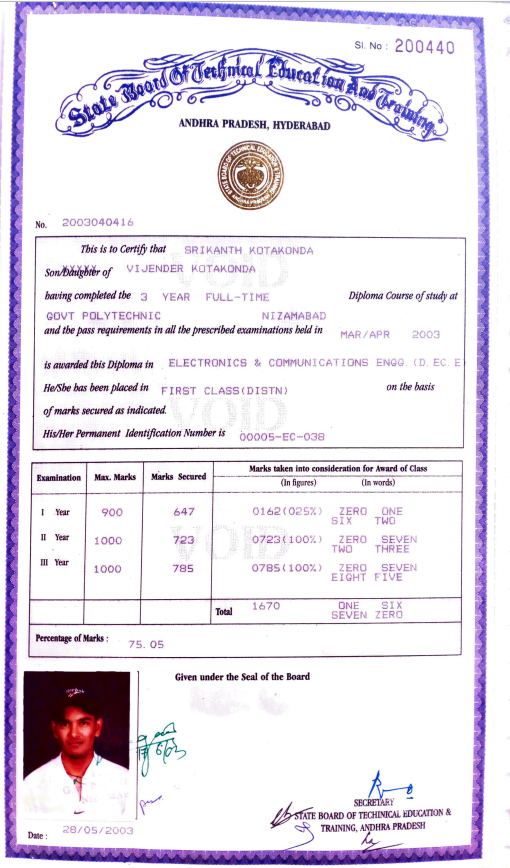 Sl. No : 200440
State Board Of Technical Education And Training
ANDHRA PRADESH, HYDERABAD
No. 2003040416
This is to Certify that SRIKANTH KOTAKONDA
Son/Daughter of VIJENDER KOTAKONDA
having completed the 3 YEAR FULL-TIME Diploma Course of study at
GOVT POLYTECHNIC NIZAMABAD
and the pass requirements in all the prescribed examinations held in MAR/APR 2003
is awarded this Diploma in ELECTRONICS & COMMUNICATIONS ENGG. (D.EC.E)
He/She has been placed in FIRST CLASS(DISTN) on the basis
of marks secured as indicated.
VOID
His/Her Permanent Identification Number is 00005-EC-038
Examination Max. Marks Marks Secured Marks taken into consideration for Award of Class
(In figures) (In words)
I Year 900 647 0162(025%) ZERO ONE
SIX TWO
II Year 1000 723 0723(100%) ZERO SEVEN
TWO THREE
VOID
III Year 1000 785 0785(100%) ZERO SEVEN
EIGHT FIVE
Total 1670 ONE SIX
SEVEN ZERO
Percentage of Marks : 75.05
Given under the Seal of the Board
SECRETARY
STATE BOARD OF TECHNICAL EDUCATION &
TRAINING, ANDHRA PRADESH
Date : 28/05/2003